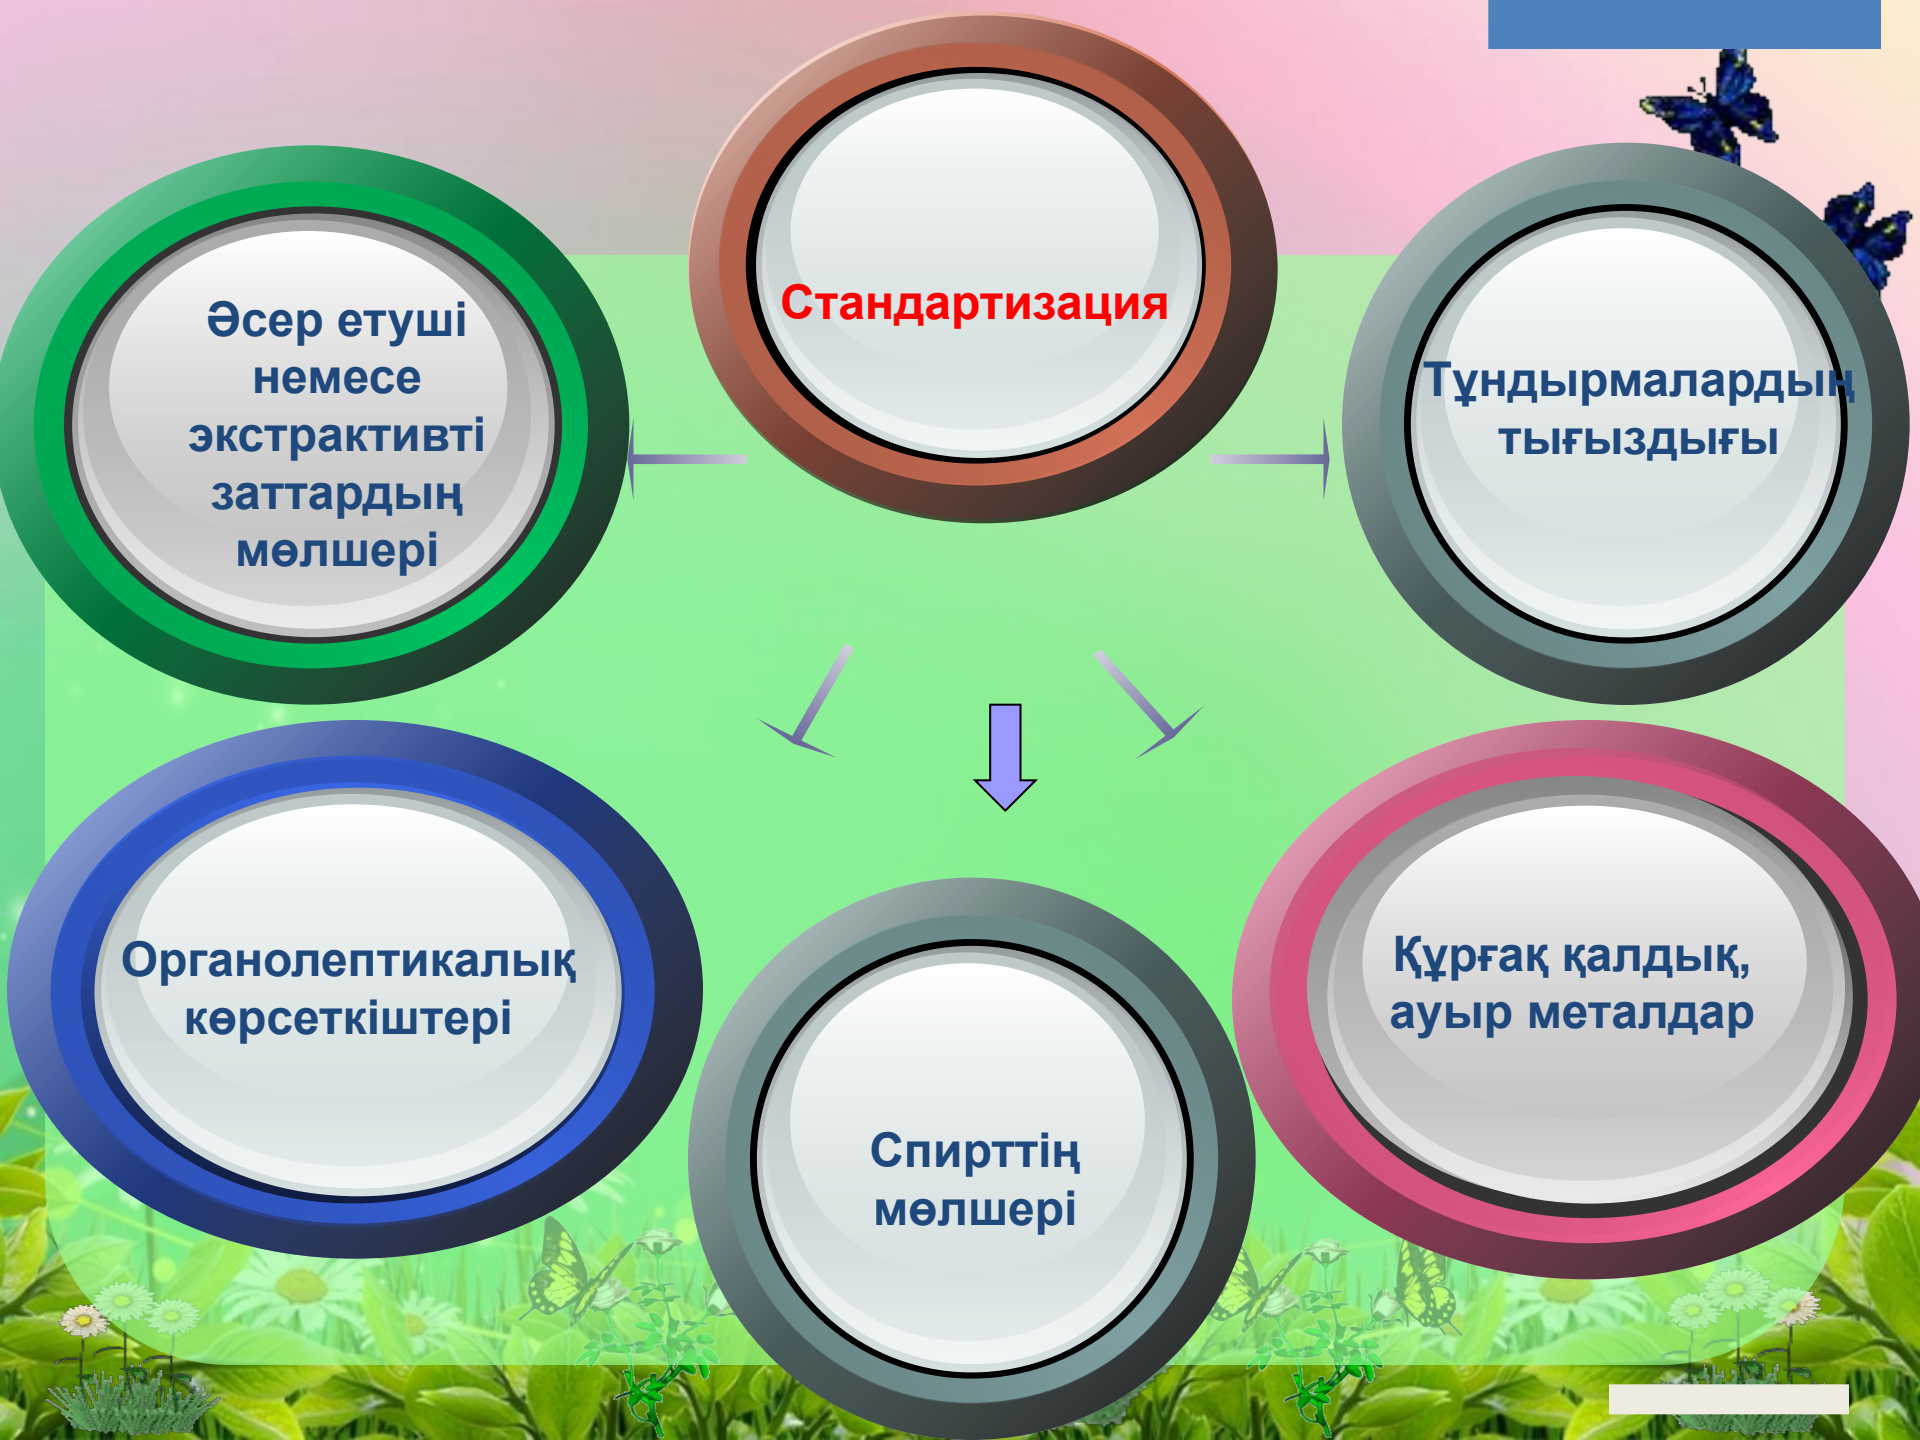 Стандартизация
Әсер етуші
немесе
экстрактивті
заттардың
мөлшері
Тұндырмалардың
тығыздығы
Органолептикалық
көрсеткіштері
Құрғақ қалдық,
ауыр металдар
Спирттің
мөлшері